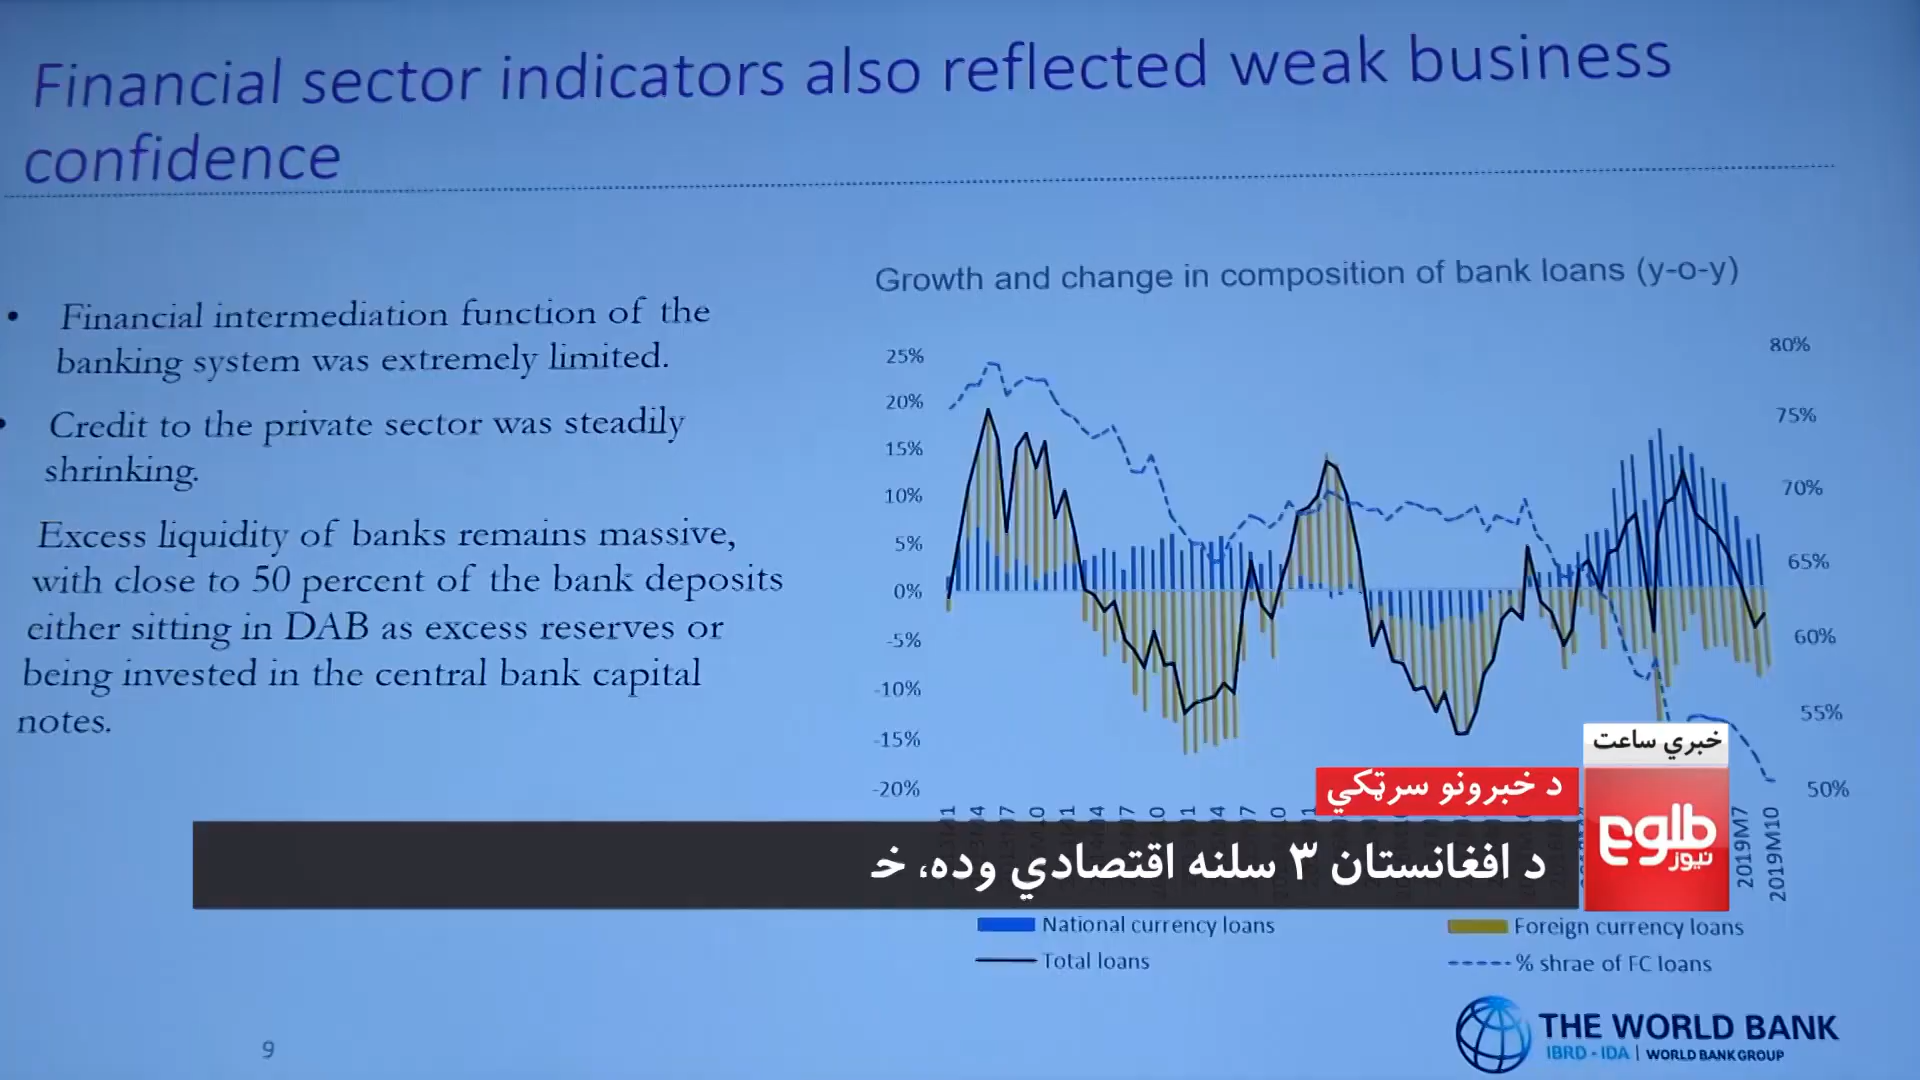 Financial sector indicators also reflected weak business
confidence
• Financial intermediation function of the
banking system was extremely limited.
• Credit to the private sector was steadily
shrinking.
Excess liquidity of banks remains massive,
with close to 50 percent of the bank deposits
either sitting in DAB as excess reserves or
being invested in the central bank capital
notes.
Growth and change in composition of bank loans (y-o-y)
25%
20%
15%
10%
5%
0%
-5%
-10%
-15%
-20%
80%
75%
70%
65%
60%
55%
50%
2019M7
2019M10
خبري ساعت
د خبرونو سرټکي
طلوع
نیوز
د افغانستان ۳ سلنه اقتصادي وده، خ
National currency loans
Foreign currency loans
Total loans
% shrae of FC loans
THE WORLD BANK
IBRD - IDA | WORLD BANK GROUP
9